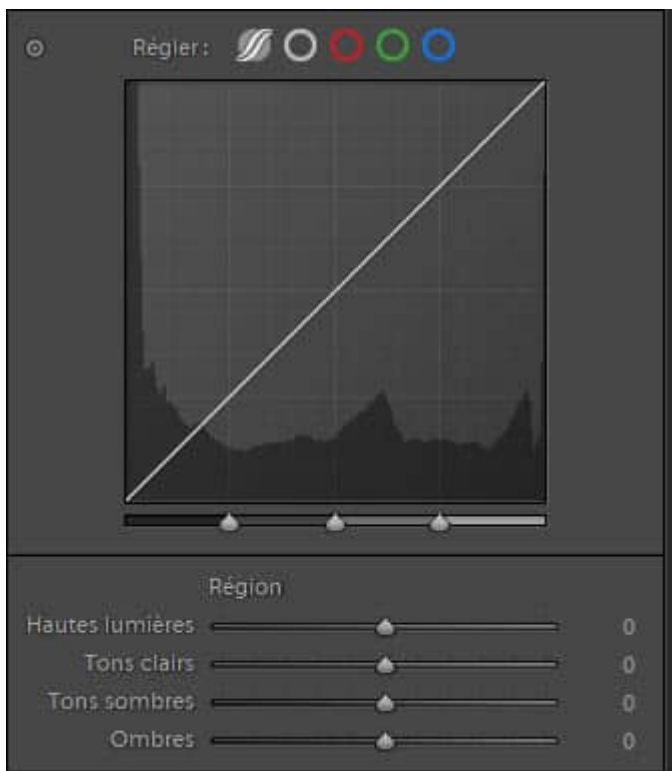 Régler :
Région
Hautes lumières 0
Tons clairs 0
Tons sombres 0
Ombres 0